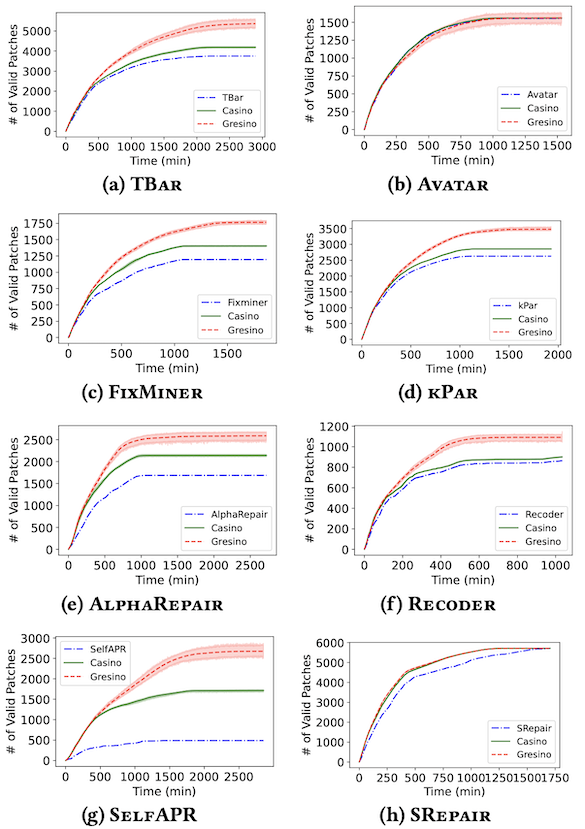 # of Valid Patches
5000
4000
3000
2000
1000
0
TBar
Casino
Gresino
0 500 1000 1500 2000 2500 3000
Time (min)
(a) TBar
# of Valid Patches
1500
1250
1000
750
500
250
0
Avatar
Casino
Gresino
0 250 500 750 1000 1250 1500
Time (min)
(b) Avatar
# of Valid Patches
1750
1500
1250
1000
750
500
250
0
Fixminer
Casino
Gresino
0 500 1000 1500
Time (min)
(c) FixMiner
# of Valid Patches
3500
3000
2500
2000
1500
1000
500
0
kPar
Casino
Gresino
0 500 1000 1500 2000
Time (min)
(d) kPar
# of Valid Patches
2500
2000
1500
1000
500
0
AlphaRepair
Casino
Gresino
0 500 1000 1500 2000 2500
Time (min)
(e) AlphaRepair
# of Valid Patches
1200
1000
800
600
400
200
0
Recoder
Casino
Gresino
0 200 400 600 800 1000
Time (min)
(f) Recoder
# of Valid Patches
3000
2500
2000
1500
1000
500
0
SelfAPR
Casino
Gresino
0 500 1000 1500 2000 2500
Time (min)
(g) SelfAPR
# of Valid Patches
6000
5000
4000
3000
2000
1000
0
SRepair
Casino
Gresino
0 250 500 750 1000 1250 1500 1750
Time (min)
(h) SRepair